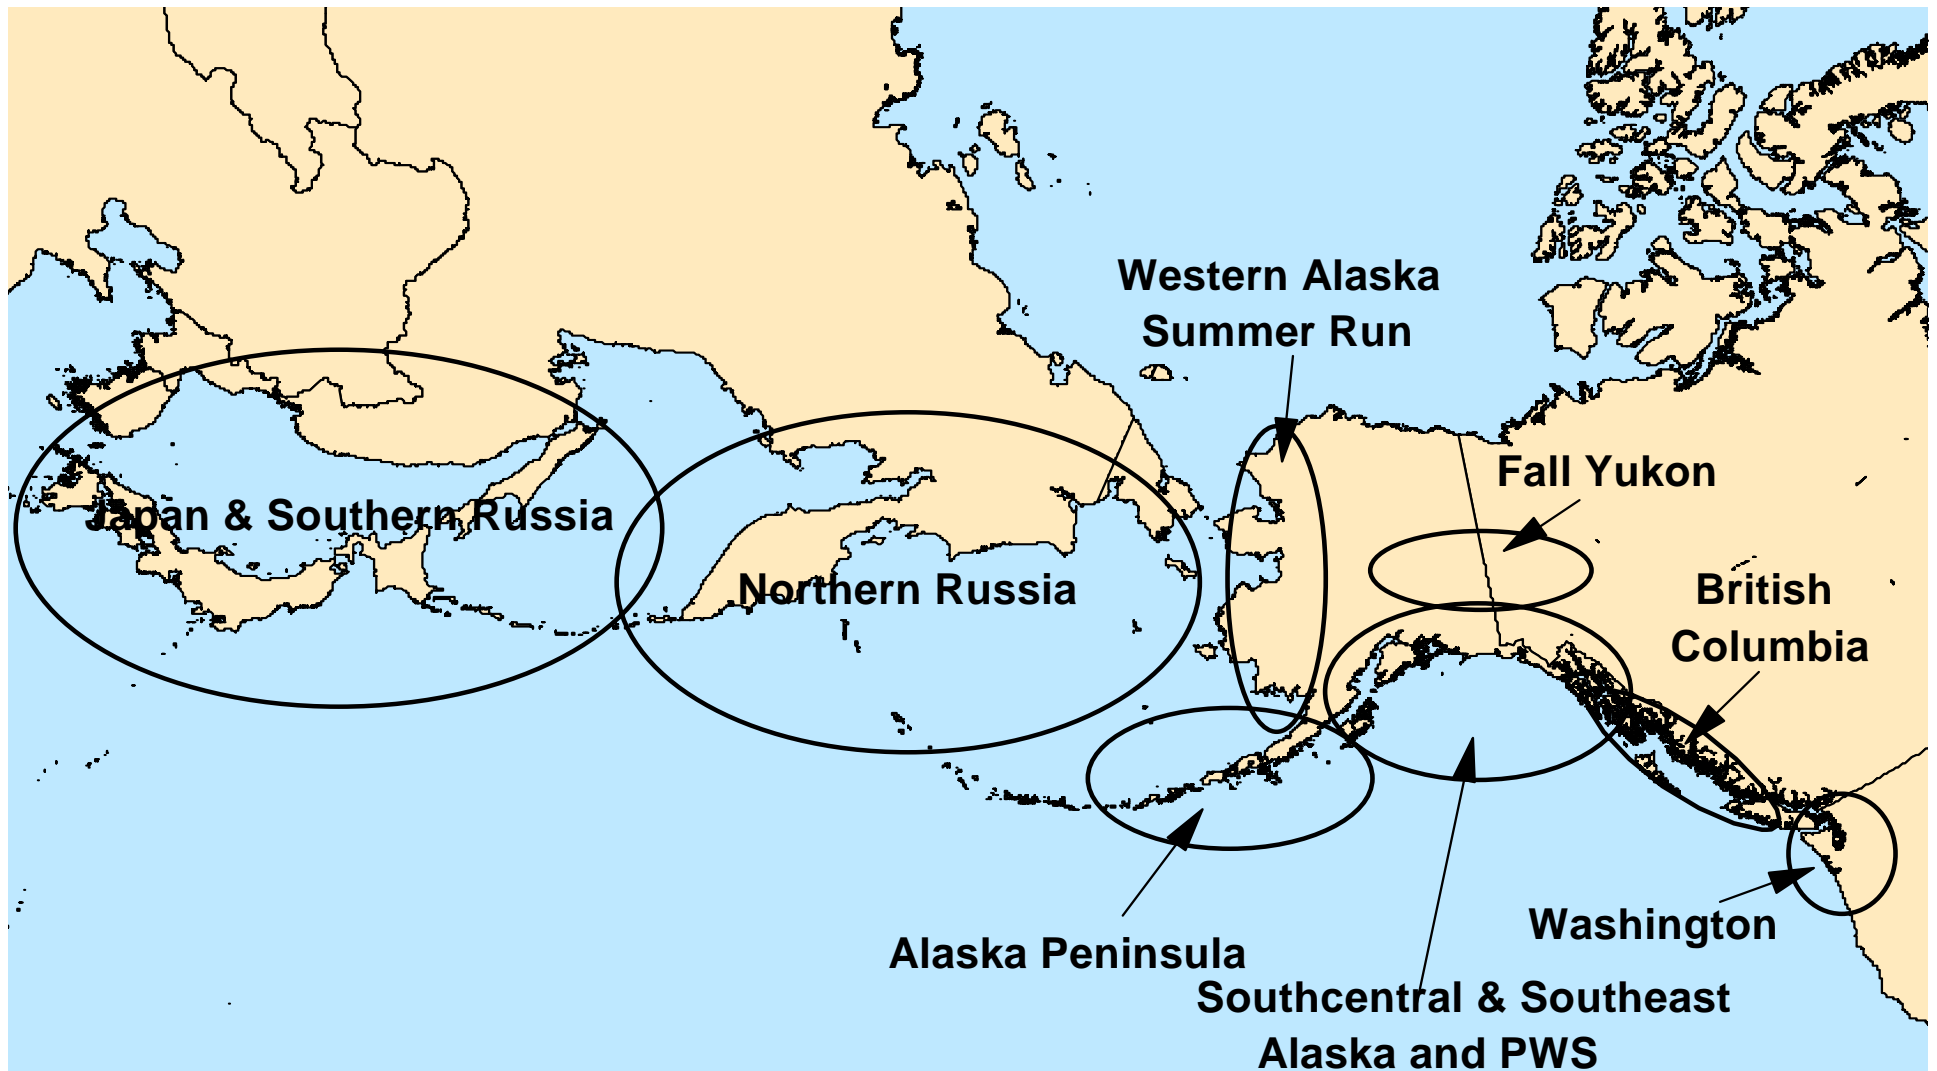 Western Alaska
Summer Run
Fall Yukon
Japan & Southern Russia
Northern Russia
British
Columbia
Washington
Alaska Peninsula
Southcentral & Southeast
Alaska and PWS